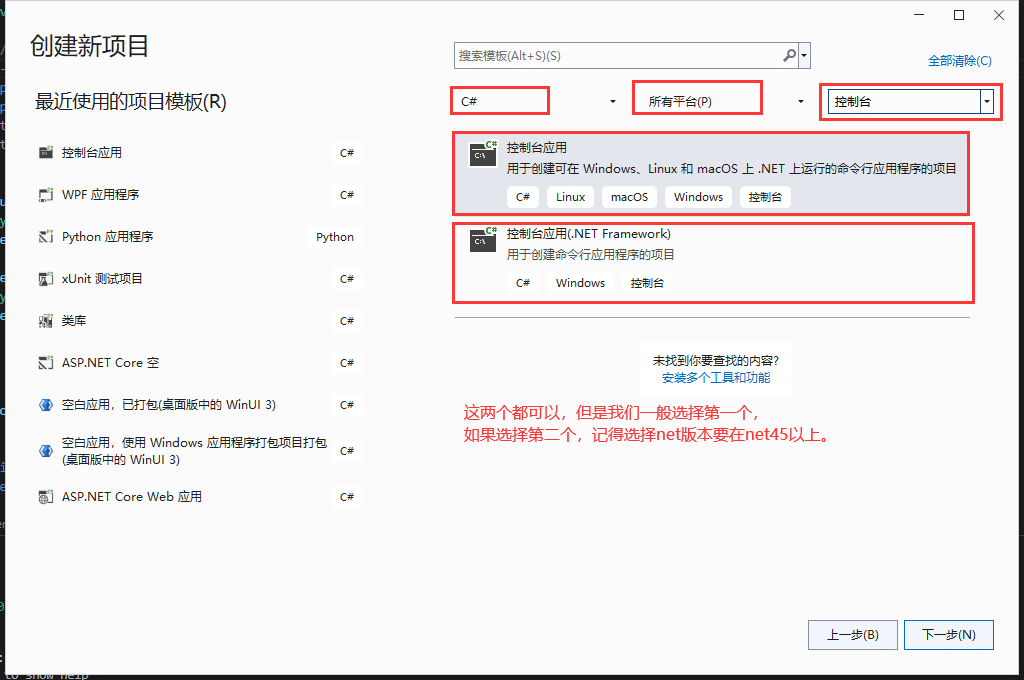 创建新项目
最近使用的项目模板(R)
控制台应用 C#
WPF 应用程序 C#
Python 应用程序 Python
xUnit 测试项目 C#
类库 C#
ASP.NET Core 空 C#
空白应用，已打包(桌面版中的 WinUI 3) C#
空白应用，使用 Windows 应用程序打包项目打包
(桌面版中的 WinUI 3) C#
ASP.NET Core Web 应用 C#
搜索模板(Alt+S)(S)
全部清除(C)
C# 所有平台(P) 控制台
控制台应用
用于创建可在 Windows、Linux 和 macOS 上 .NET 上运行的命令行应用程序的项目
C# Linux macOS Windows 控制台
控制台应用(.NET Framework)
用于创建命令行应用程序的项目
C# Windows 控制台
未找到你要查找的内容?
安装多个工具和功能
这两个都可以，但是我们一般选择第一个，
如果选择第二个，记得选择net版本要在net45以上。
上一步(B) 下一步(N)
to show help